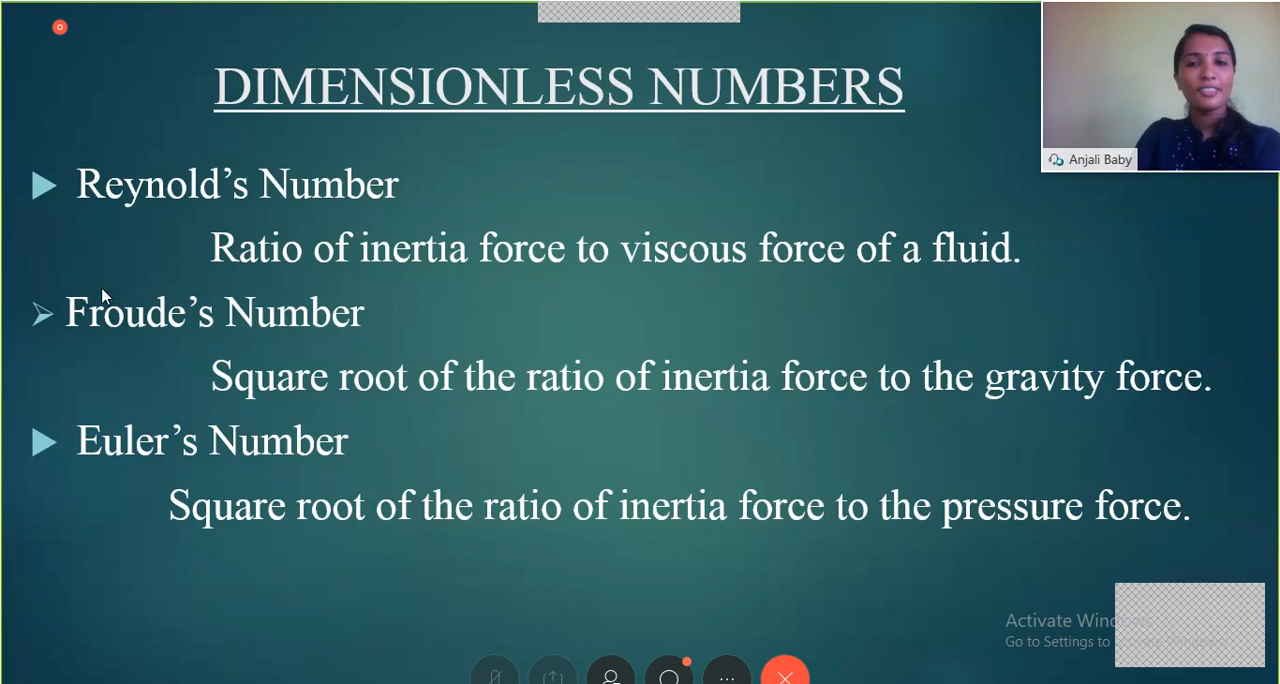 DIMENSIONLESS NUMBERS
Anjali Baby
Reynold’s Number
Ratio of inertia force to viscous force of a fluid.
Froude’s Number
Square root of the ratio of inertia force to the gravity force.
Euler’s Number
Square root of the ratio of inertia force to the pressure force.
Activate
Go to Settings to